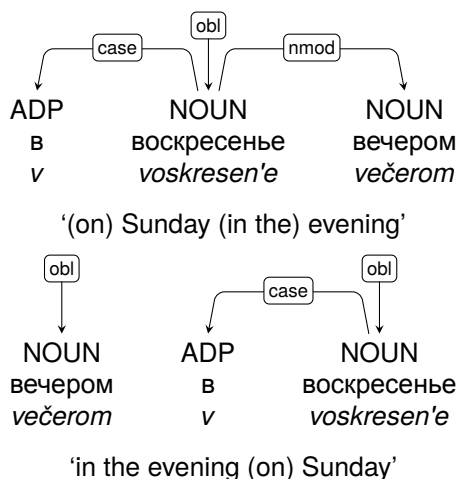 obl
case nmod
ADP NOUN NOUN
в воскресенье вечером
v voskresen'e večerom
‘(on) Sunday (in the) evening’
obl obl
case
NOUN ADP NOUN
вечером в воскресенье
večerom v voskresen'e
‘in the evening (on) Sunday’